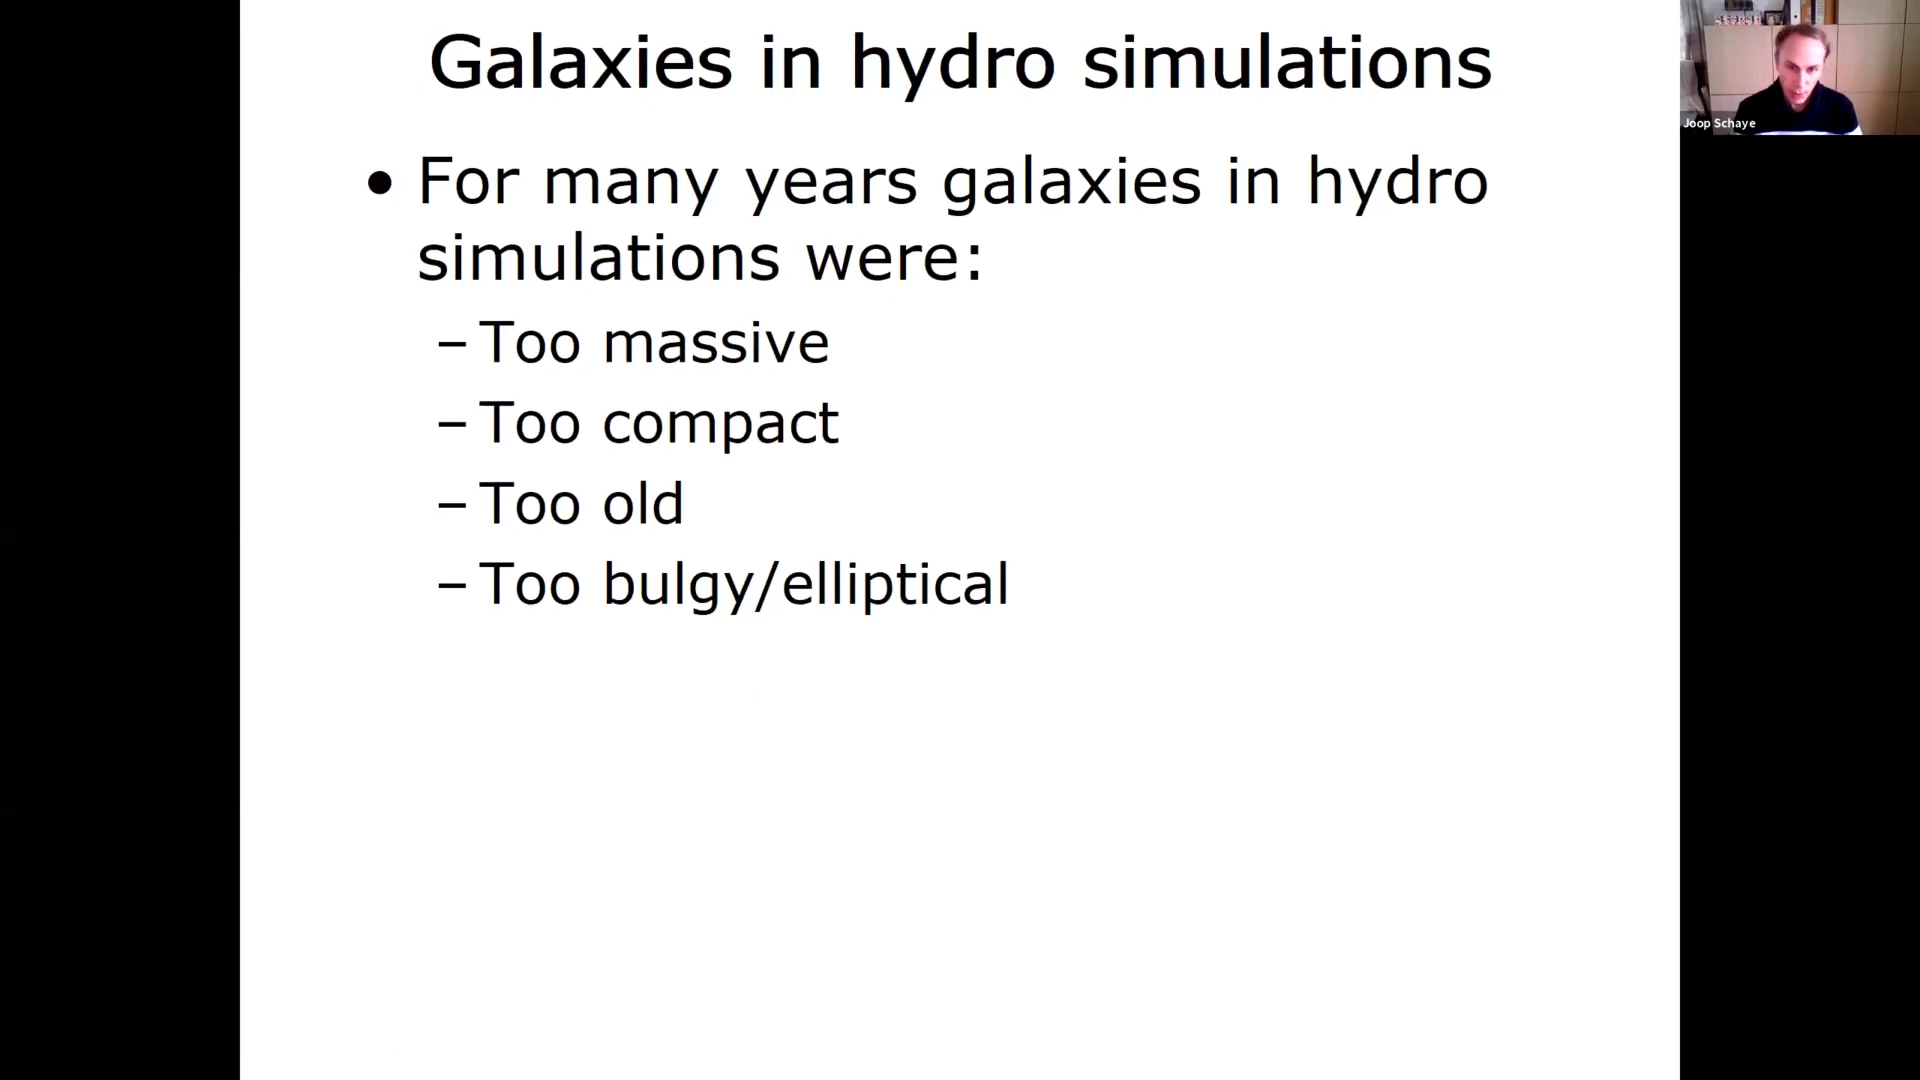 Galaxies in hydro simulations
Joop Schaye
• For many years galaxies in hydro
simulations were:
– Too massive
– Too compact
– Too old
– Too bulgy/elliptical